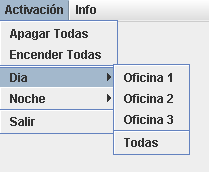 Activación Info
Apagar Todas
Encender Todas
Dia
Noche
Salir
Oficina 1
Oficina 2
Oficina 3
Todas